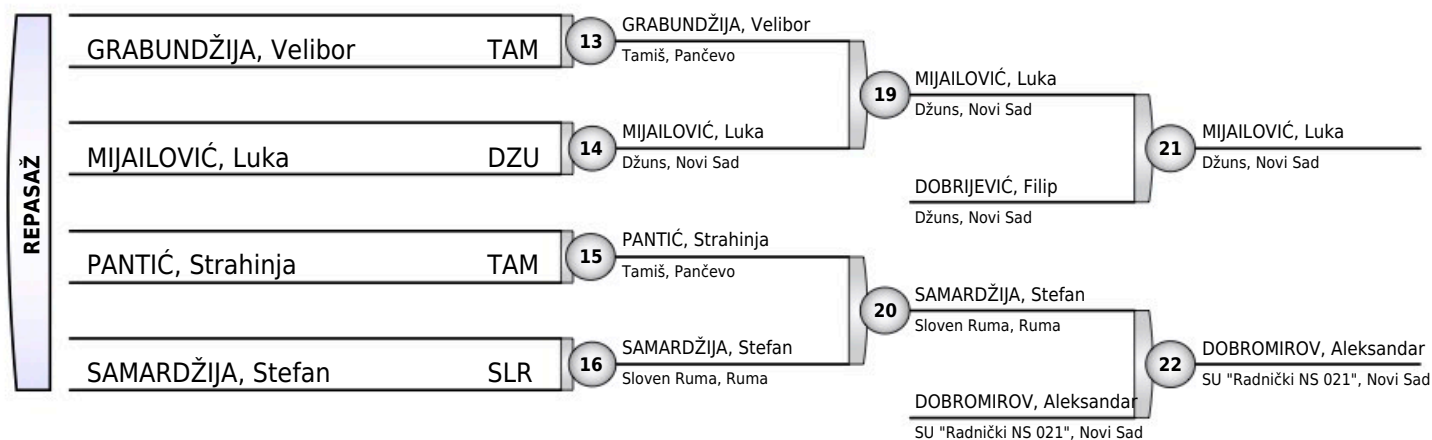 REPASAŽ
GRABUNDŽIJA, Velibor TAM
MIJAILOVIĆ, Luka DZU
PANTIĆ, Strahinja TAM
SAMARDŽIJA, Stefan SLR
13
GRABUNDŽIJA, Velibor
Tamiš, Pančevo
14
MIJAILOVIĆ, Luka
Džuns, Novi Sad
15
PANTIĆ, Strahinja
Tamiš, Pančevo
16
SAMARDŽIJA, Stefan
Sloven Ruma, Ruma
19
MIJAILOVIĆ, Luka
Džuns, Novi Sad
DOBRIJEVIĆ, Filip
Džuns, Novi Sad
20
SAMARDŽIJA, Stefan
Sloven Ruma, Ruma
DOBROMIROV, Aleksandar
SU "Radnički NS 021", Novi Sad
21
MIJAILOVIĆ, Luka
Džuns, Novi Sad
22
DOBROMIROV, Aleksandar
SU "Radnički NS 021", Novi Sad